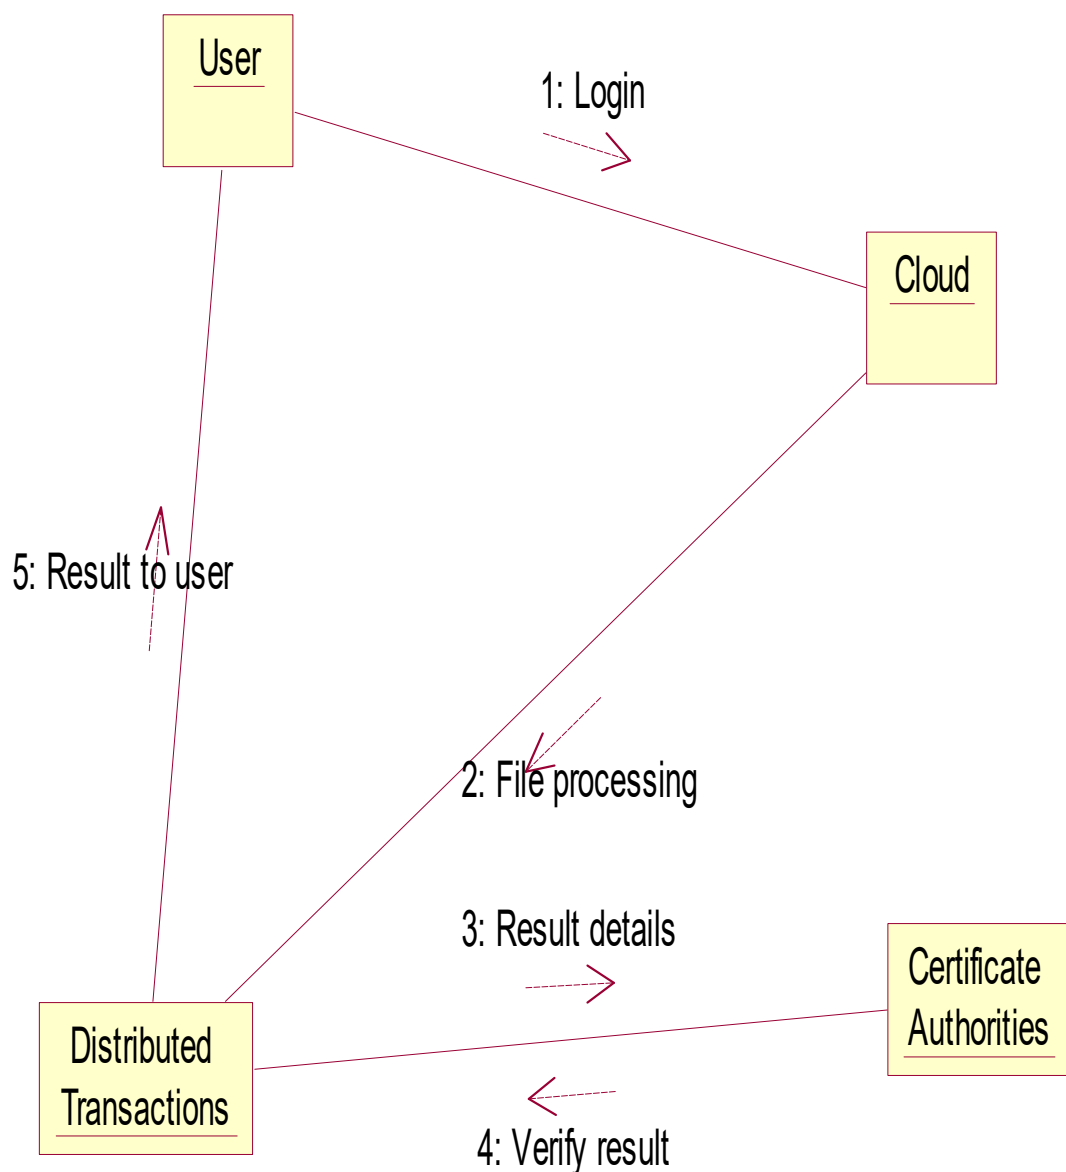 User
1: Login
Cloud
5: Result to user
2: File processing
3: Result details
Certificate
Authorities
Distributed
Transactions
4: Verify result